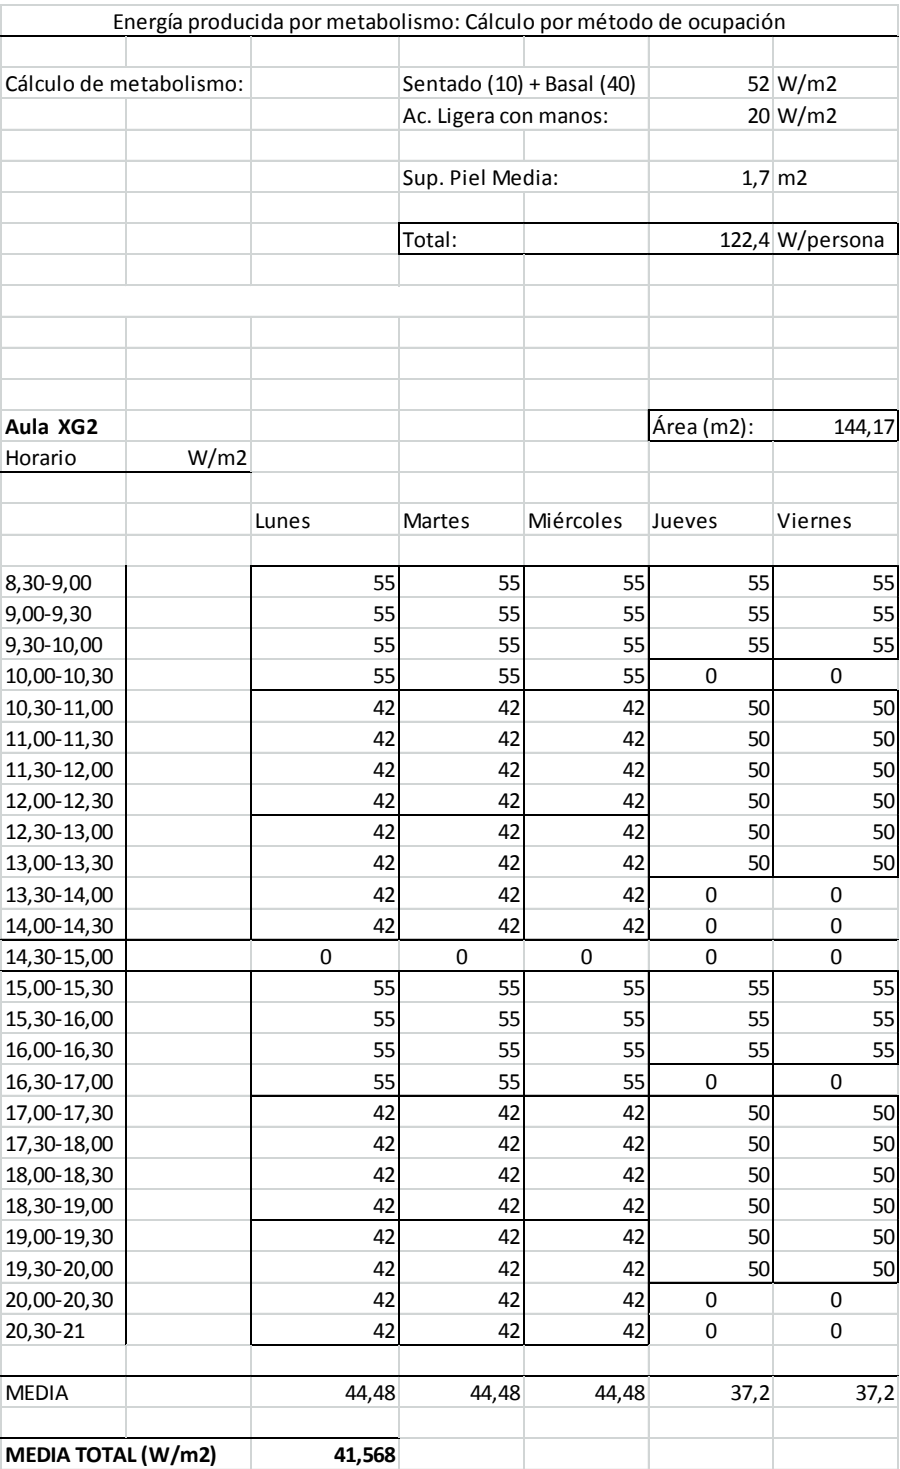 Energía producida por metabolismo: Cálculo por método de ocupación
Cálculo de metabolismo: Sentado (10) + Basal (40) 52 W/m2
Ac. Ligera con manos: 20 W/m2
Sup. Piel Media: 1,7 m2
Total: 122,4 W/persona
Aula XG2 Área (m2): 144,17
Horario W/m2
Lunes Martes Miércoles Jueves Viernes
8,30-9,00 55 55 55 55 55
9,00-9,30 55 55 55 55 55
9,30-10,00 55 55 55 55 55
10,00-10,30 55 55 55 0 0
10,30-11,00 42 42 42 50 50
11,00-11,30 42 42 42 50 50
11,30-12,00 42 42 42 50 50
12,00-12,30 42 42 42 50 50
12,30-13,00 42 42 42 50 50
13,00-13,30 42 42 42 50 50
13,30-14,00 42 42 42 0 0
14,00-14,30 42 42 42 0 0
14,30-15,00 0 0 0 0 0
15,00-15,30 55 55 55 55 55
15,30-16,00 55 55 55 55 55
16,00-16,30 55 55 55 55 55
16,30-17,00 55 55 55 0 0
17,00-17,30 42 42 42 50 50
17,30-18,00 42 42 42 50 50
18,00-18,30 42 42 42 50 50
18,30-19,00 42 42 42 50 50
19,00-19,30 42 42 42 50 50
19,30-20,00 42 42 42 50 50
20,00-20,30 42 42 42 0 0
20,30-21 42 42 42 0 0
MEDIA 44,48 44,48 44,48 37,2 37,2
MEDIA TOTAL (W/m2) 41,568